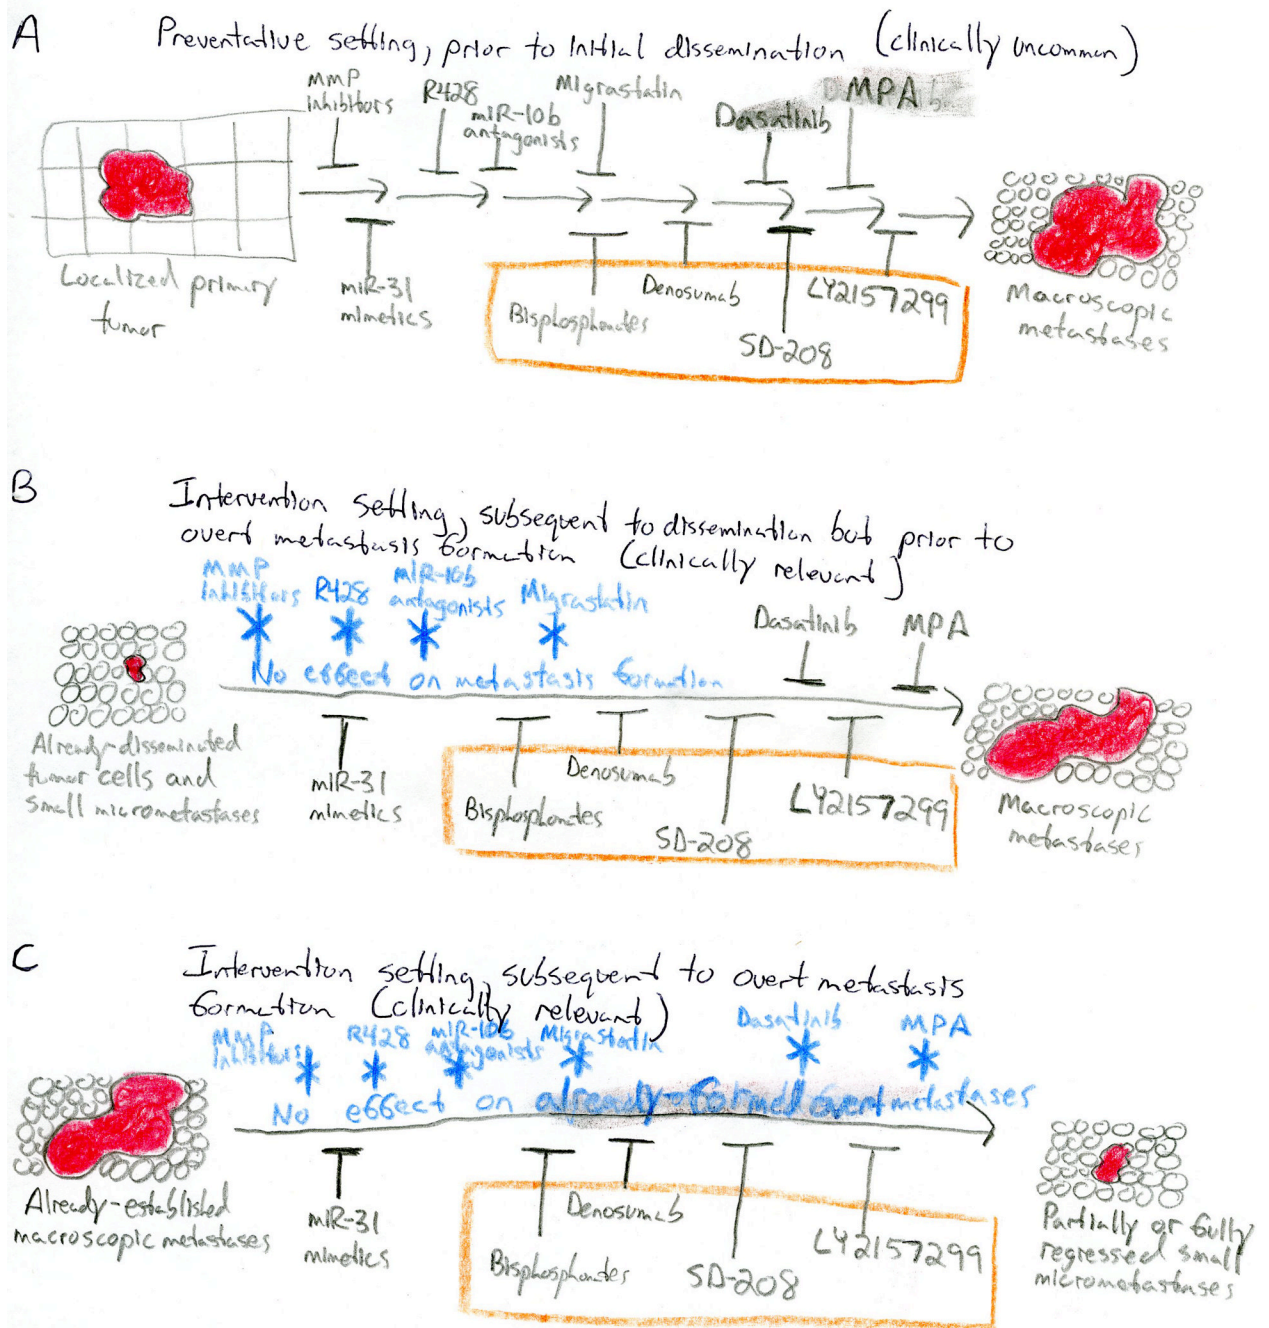 A
Preventative setting, prior to initial dissemination (clinically uncommon)
MMP
inhibitors
R428
miR-10b
antagonists
Migrastatin
Dasatinib
MPA
Localized primary
tumor
miR-31
mimetics
Bisphosphonates
Denosumab
SD-208
LY2157299
Macroscopic
metastases
B
Intervention setting, subsequent to dissemination but prior to
overt metastasis formation (clinically relevant)
MMP
inhibitors
R428
miR-10b
antagonists
Migrastatin
Dasatinib
MPA
No effect on metastasis formation
Already-disseminated
tumor cells and
small micrometastases
miR-31
mimetics
Bisphosphonates
Denosumab
SD-208
LY2157299
Macroscopic
metastases
C
Intervention setting, subsequent to overt metastasis
formation (clinically relevant)
MMP
inhibitors
R428
miR-10b
antagonists
Migrastatin
Dasatinib
MPA
No effect on already-formed overt metastases
Already-established
macroscopic metastases
miR-31
mimetics
Bisphosphonates
Denosumab
SD-208
LY2157299
Partially or fully
regressed small
micrometastases